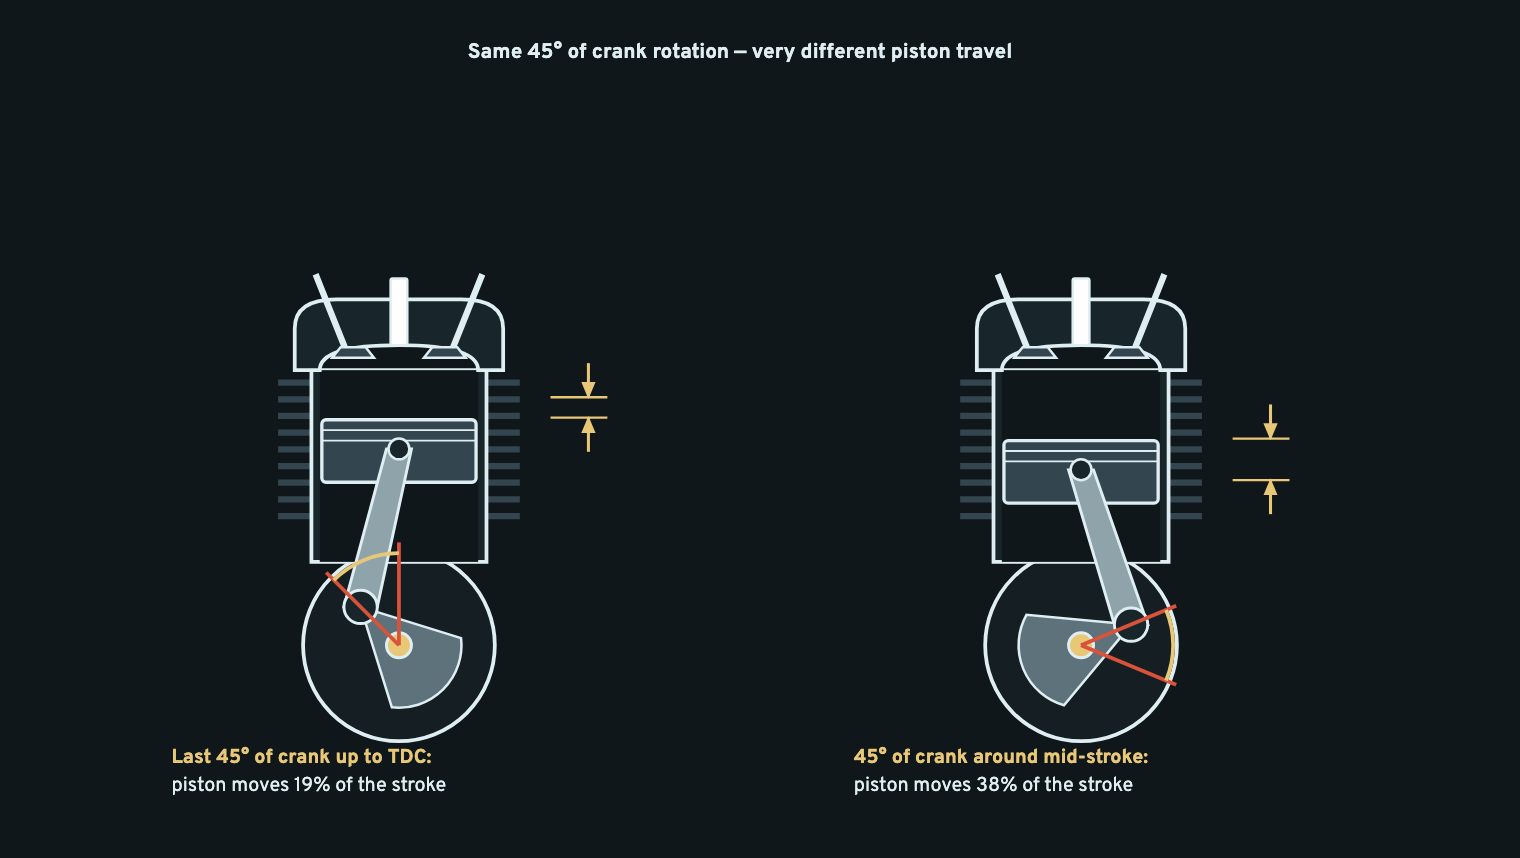 Same 45° of crank rotation – very different piston travel
Last 45° of crank up to TDC:
piston moves 19% of the stroke
45° of crank around mid-stroke:
piston moves 38% of the stroke